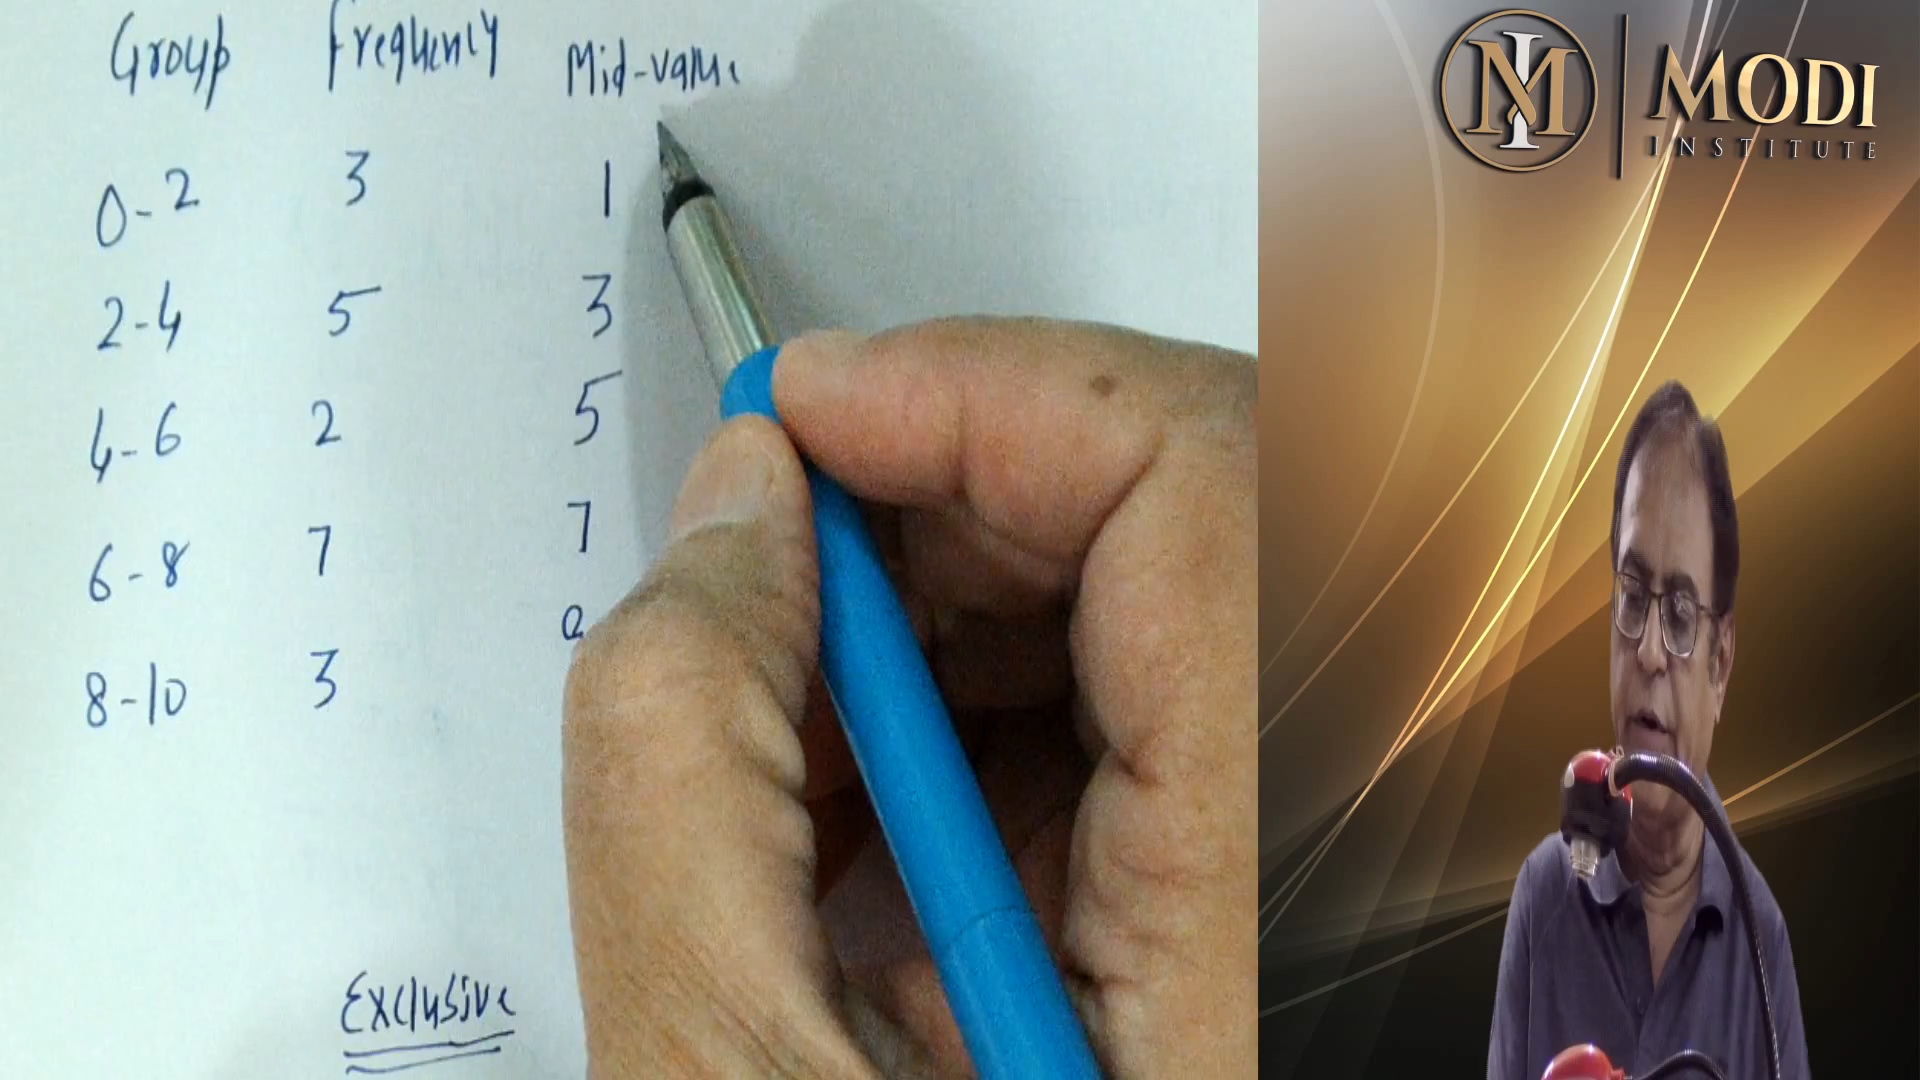 Group Frequency Mid-value
0-2 3 1
2-4 5 3
4-6 2 5
6-8 7 7
8-10 3
Exclusive
MI MODI
INSTITUTE